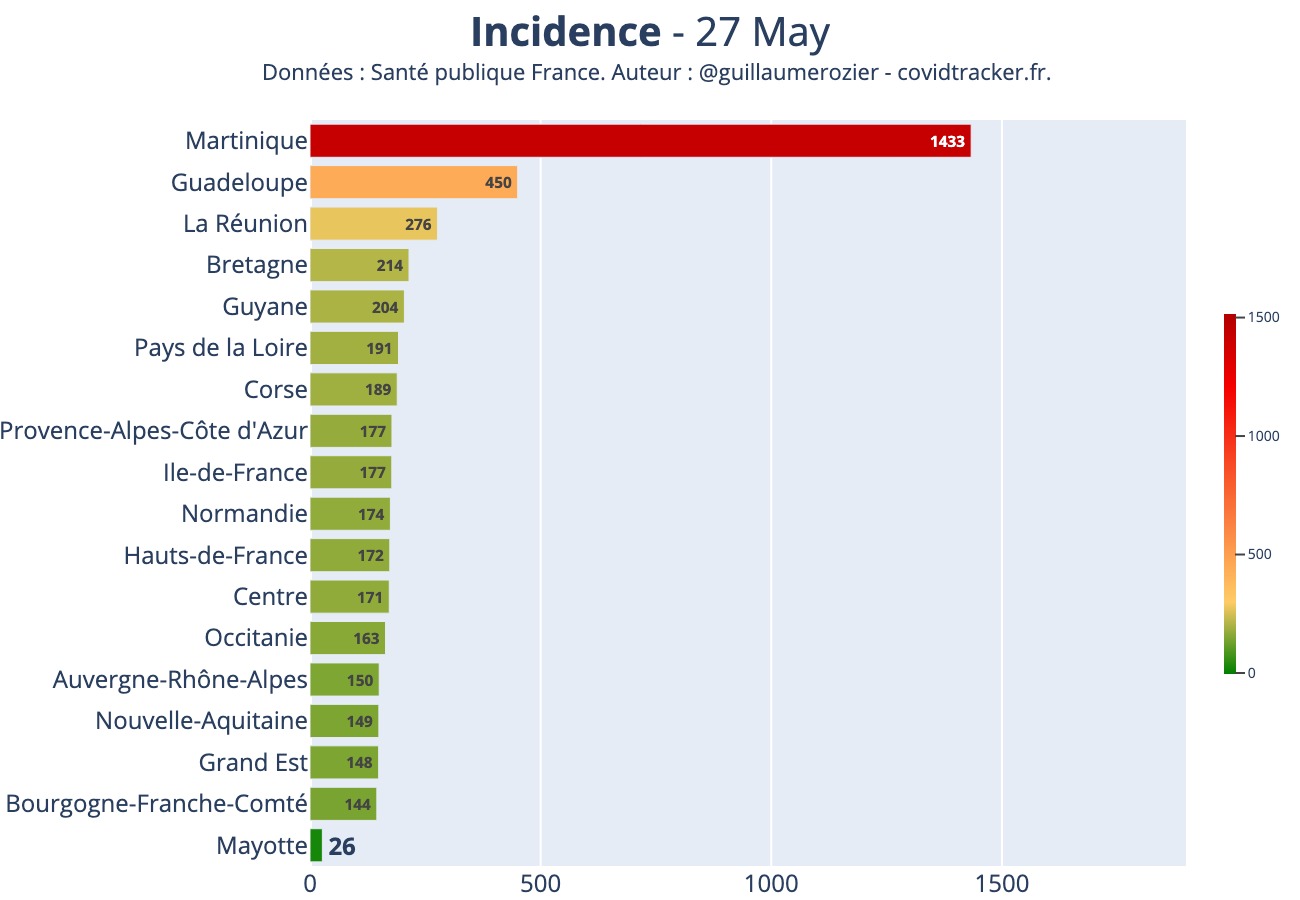 Incidence - 27 May
Données : Santé publique France. Auteur : @guillaumerozier - covidtracker.fr.
Martinique 1433
Guadeloupe 450
La Réunion 276
Bretagne 214
Guyane 204
Pays de la Loire 191
Corse 189
Provence-Alpes-Côte d'Azur 177
Ile-de-France 177
Normandie 174
Hauts-de-France 172
Centre 171
Occitanie 163
Auvergne-Rhône-Alpes 150
Nouvelle-Aquitaine 149
Grand Est 148
Bourgogne-Franche-Comté 144
Mayotte 26
0 500 1000 1500
1500
1000
500
0